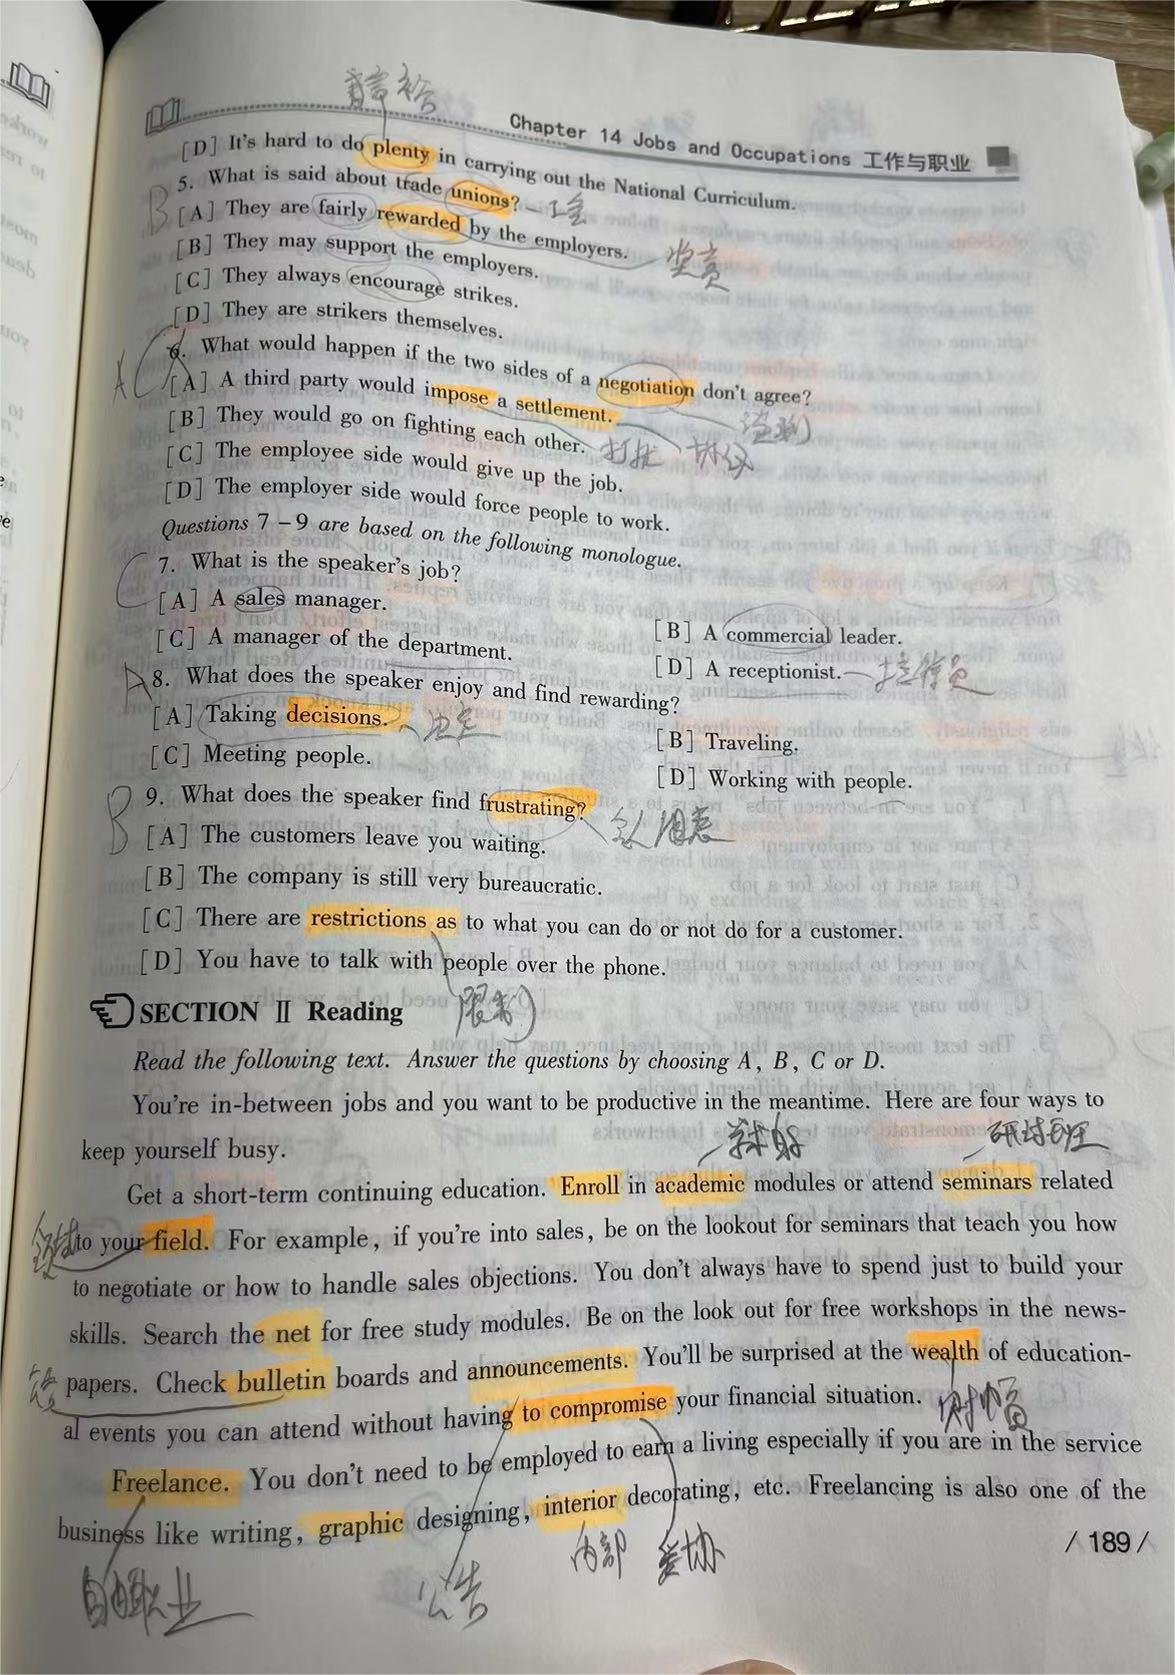 富裕
Chapter 14 Jobs and Occupations 工作与职业
[D] It's hard to do plenty in carrying out the National Curriculum.
B 5. What is said about trade unions? 工会
[A] They are fairly rewarded by the employers.
[B] They may support the employers.
[C] They always encourage strikes.
[D] They are strikers themselves.
A 6. What would happen if the two sides of a negotiation don't agree?
[A] A third party would impose a settlement. 谈判
[B] They would go on fighting each other. 打扰 协议
[C] The employee side would give up the job.
[D] The employer side would force people to work.
Questions 7-9 are based on the following monologue.
C 7. What is the speaker's job?
[A] A sales manager.
[B] A commercial leader.
[C] A manager of the department.
[D] A receptionist. 接待员
A 8. What does the speaker enjoy and find rewarding?
[A] Taking decisions. 决定
[B] Traveling.
[C] Meeting people.
[D] Working with people.
B 9. What does the speaker find frustrating? 令人沮丧
[A] The customers leave you waiting.
[B] The company is still very bureaucratic.
[C] There are restrictions as to what you can do or not do for a customer.
[D] You have to talk with people over the phone.
SECTION Ⅱ Reading 限制
Read the following text. Answer the questions by choosing A, B, C or D.
You're in-between jobs and you want to be productive in the meantime. Here are four ways to
keep yourself busy. 学术的 研讨班
Get a short-term continuing education. Enroll in academic modules or attend seminars related
to your field. For example, if you're into sales, be on the lookout for seminars that teach you how
to negotiate or how to handle sales objections. You don't always have to spend just to build your
skills. Search the net for free study modules. Be on the look out for free workshops in the news-
papers. Check bulletin boards and announcements. You'll be surprised at the wealth of education-
al events you can attend without having to compromise your financial situation. 财富
Freelance. You don't need to be employed to earn a living especially if you are in the service
business like writing, graphic designing, interior decorating, etc. Freelancing is also one of the
/ 189 /
自由职业 公告 内部 妥协